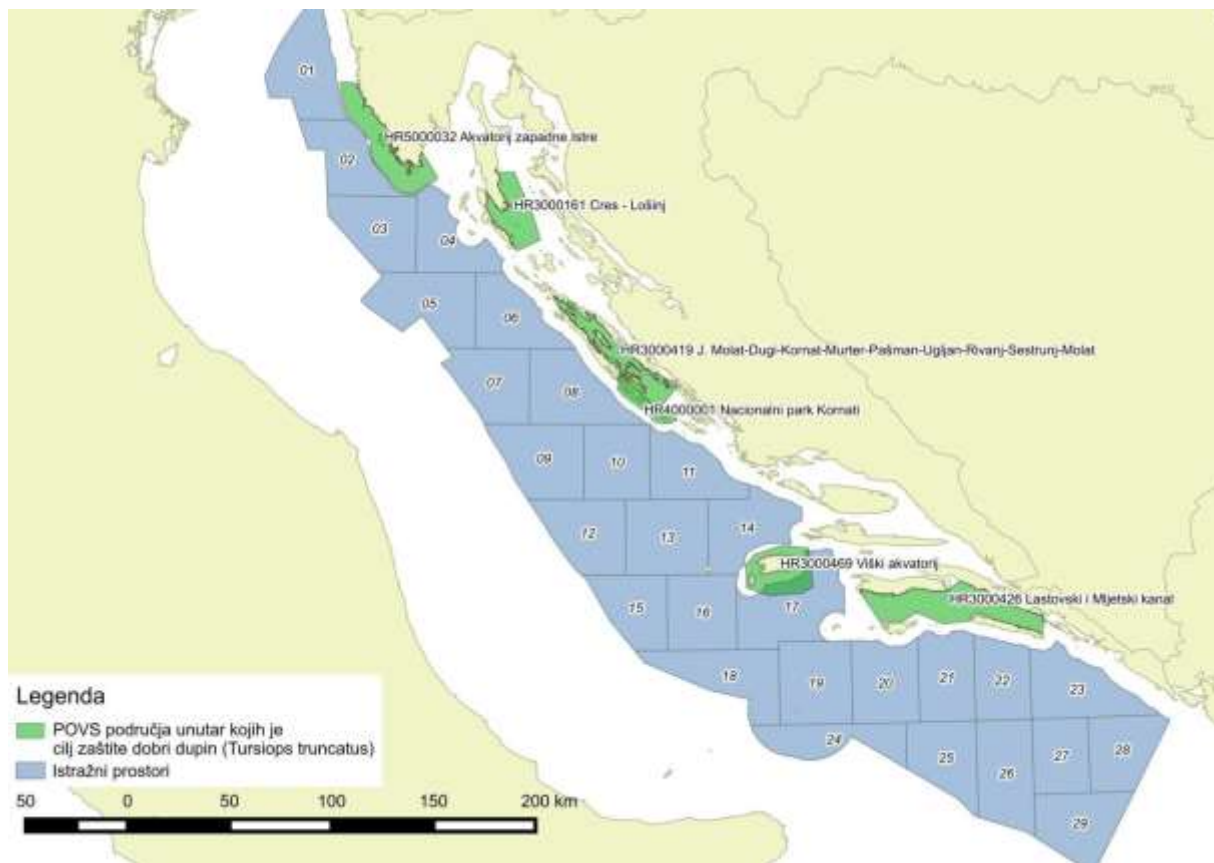 01
HR5000032 Akvatorij zapadne Istre
02
HR3000161 Cres - Lošinj
03
04
05
06
HR3000419 J. Molat-Dugi-Kornat-Murter-Pašman-Ugljan-Rivanj-Sestrunj-Molat
07
08
HR4000001 Nacionalni park Kornati
09
10
11
12
13
14
HR3000469 Viški akvatorij
HR3000426 Lastovski i Mljetski kanal
15
16
17
18
19
20
21
22
23
24
25
26
27
28
29
Legenda
POVS područja unutar kojih je
cilj zaštite dobri dupin (Tursiops truncatus)
Istražni prostori
50 0 50 100 150 200 km